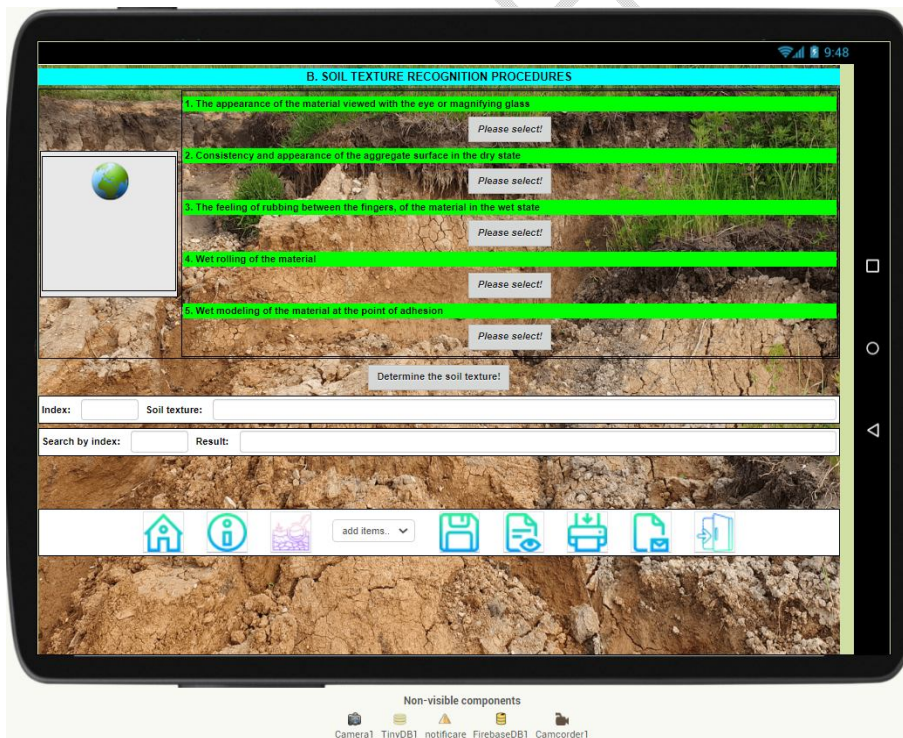 9:48
B. SOIL TEXTURE RECOGNITION PROCEDURES
1. The appearance of the material viewed with the eye or magnifying glass
Please select!
2. Consistency and appearance of the aggregate surface in the dry state
Please select!
3. The feeling of rubbing between the fingers, of the material in the wet state
Please select!
4. Wet rolling of the material
Please select!
5. Wet modeling of the material at the point of adhesion
Please select!
Determine the soil texture!
Index: Soil texture:
Search by index: Result:
add items..
Non-visible components
Camera1 TinyDB1 notificare FirebaseDB1 Camcorder1